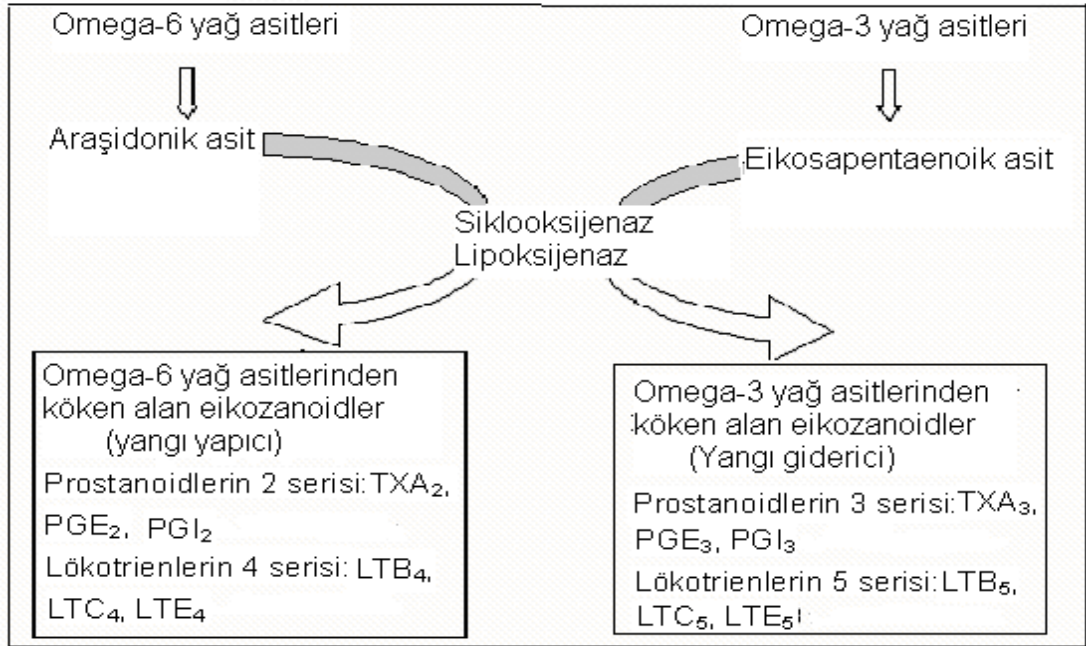 Omega-6 yağ asitleri
Omega-3 yağ asitleri
Araşidonik asit
Eikosapentaenoik asit
Siklooksijenaz
Lipoksijenaz
Omega-6 yağ asitlerinden
köken alan eikozanoidler
(yangı yapıcı)
Prostanoidlerin 2 serisi: TXA₂,
PGE₂, PGI₂
Lökotrienlerin 4 serisi: LTB₄,
LTC₄, LTE₄
Omega-3 yağ asitlerinden
köken alan eikozanoidler
(Yangı giderici)
Prostanoidlerin 3 serisi: TXA₃,
PGE₃, PGI₃
Lökotrienlerin 5 serisi: LTB₅,
LTC₅, LTE₅